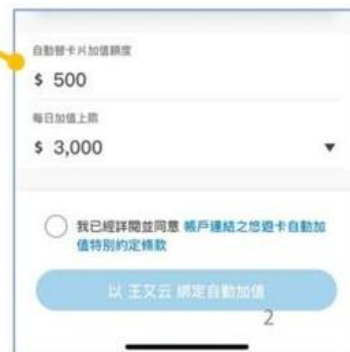 自動替卡片加值額度
$ 500
每日加值上限
$ 3,000
我已經詳閱並同意 帳戶連結之悠遊卡自動加
值特別約定條款
以 王又云 綁定自動加值
2